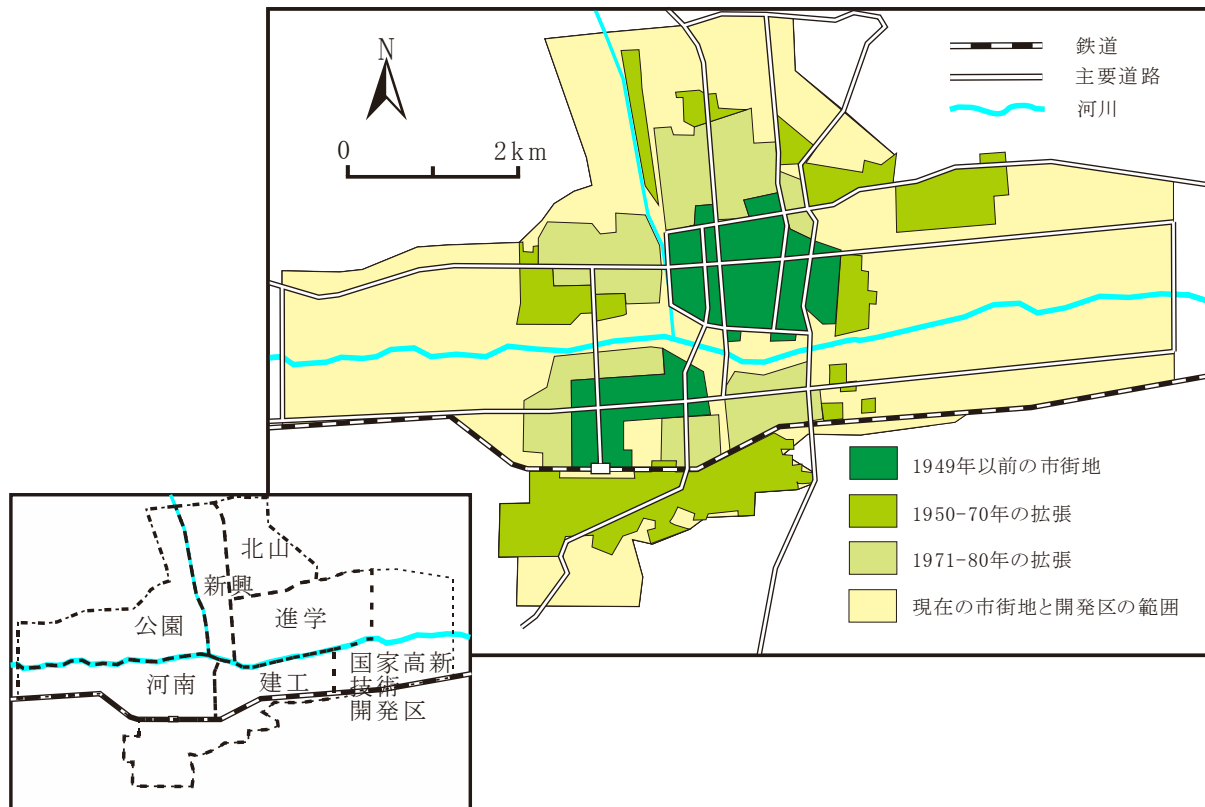 N
0 2km
鉄道
主要道路
河川
1949年以前の市街地
1950-70年の拡張
1971-80年の拡張
現在の市街地と開発区の範囲
北山
新興
公園
進学
河南
建工
国家高新
技術
開発区